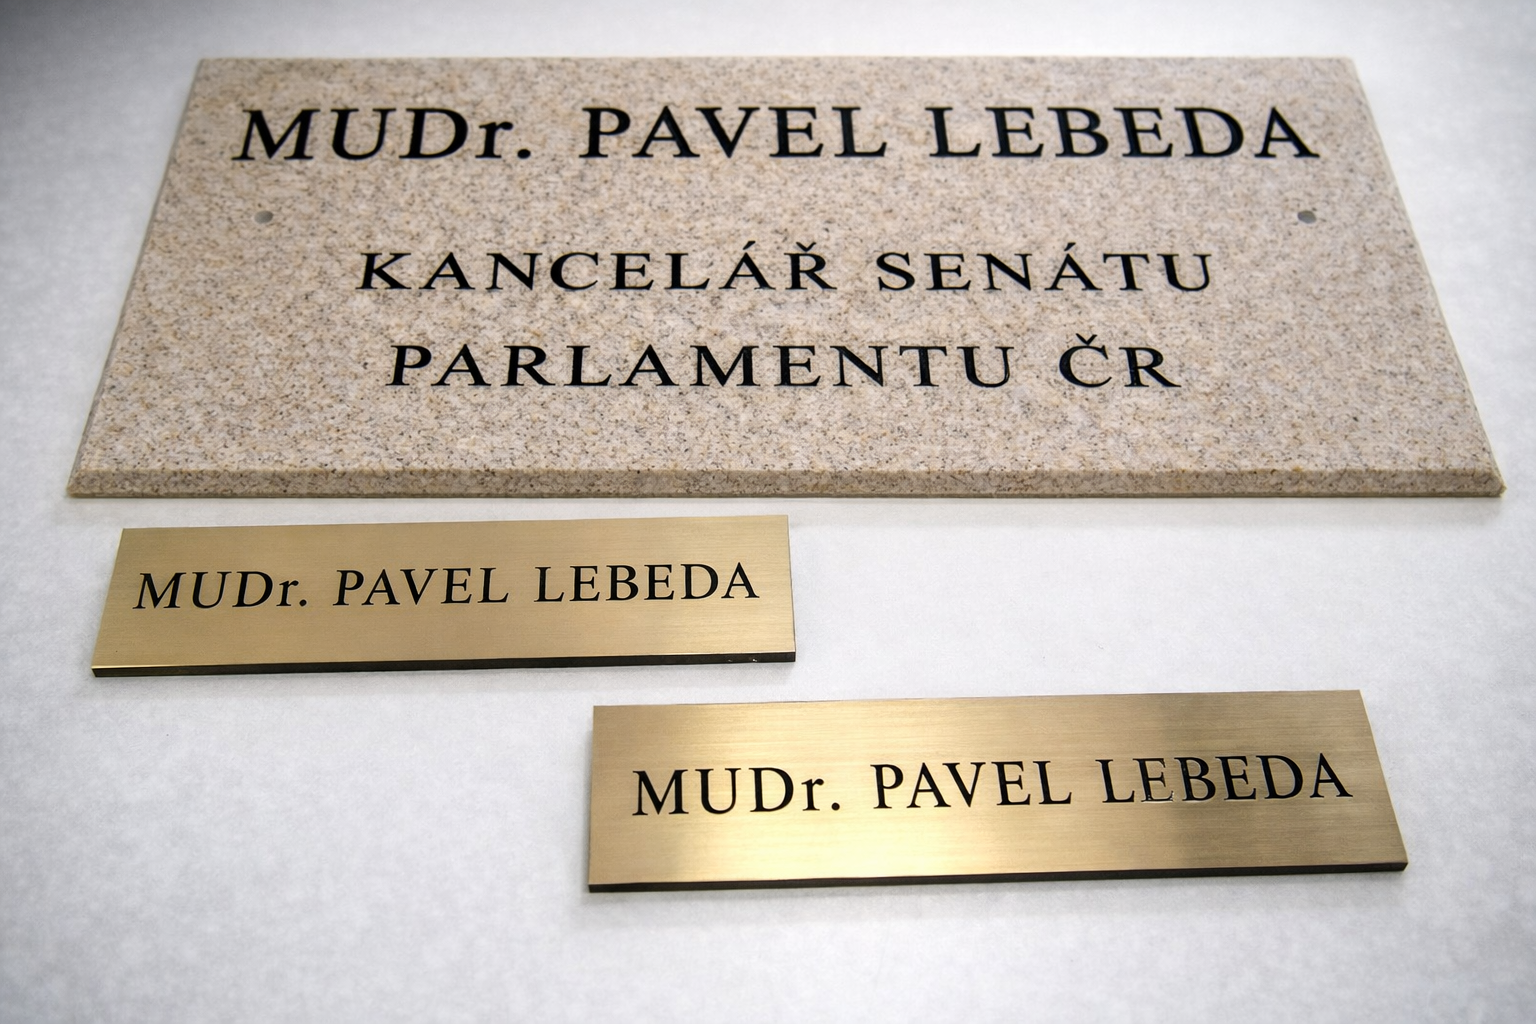 MUDr. PAVEL LEBEDA
KANCELÁŘ SENÁTU
PARLAMENTU ČR
MUDr. PAVEL LEBEDA
MUDr. PAVEL LEBEDA